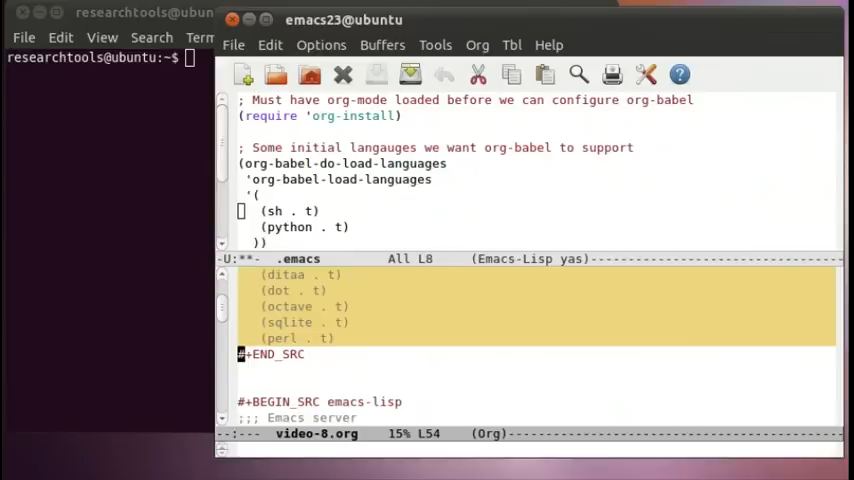 researchtools@ubun
File Edit View Search Term
researchtools@ubuntu:~$
emacs23@ubuntu
File Edit Options Buffers Tools Org Tbl Help
; Must have org-mode loaded before we can configure org-babel
(require 'org-install)
; Some initial langauges we want org-babel to support
(org-babel-do-load-languages
'org-babel-load-languages
'(
(sh . t)
(python . t)
))
-U:**- .emacs All L8 (Emacs-Lisp yas)
(ditaa . t)
(dot . t)
(octave . t)
(sqlite . t)
(perl . t)
#+END_SRC
#+BEGIN_SRC emacs-lisp
;;; Emacs server
--:--- video-8.org 15% L54 (Org)